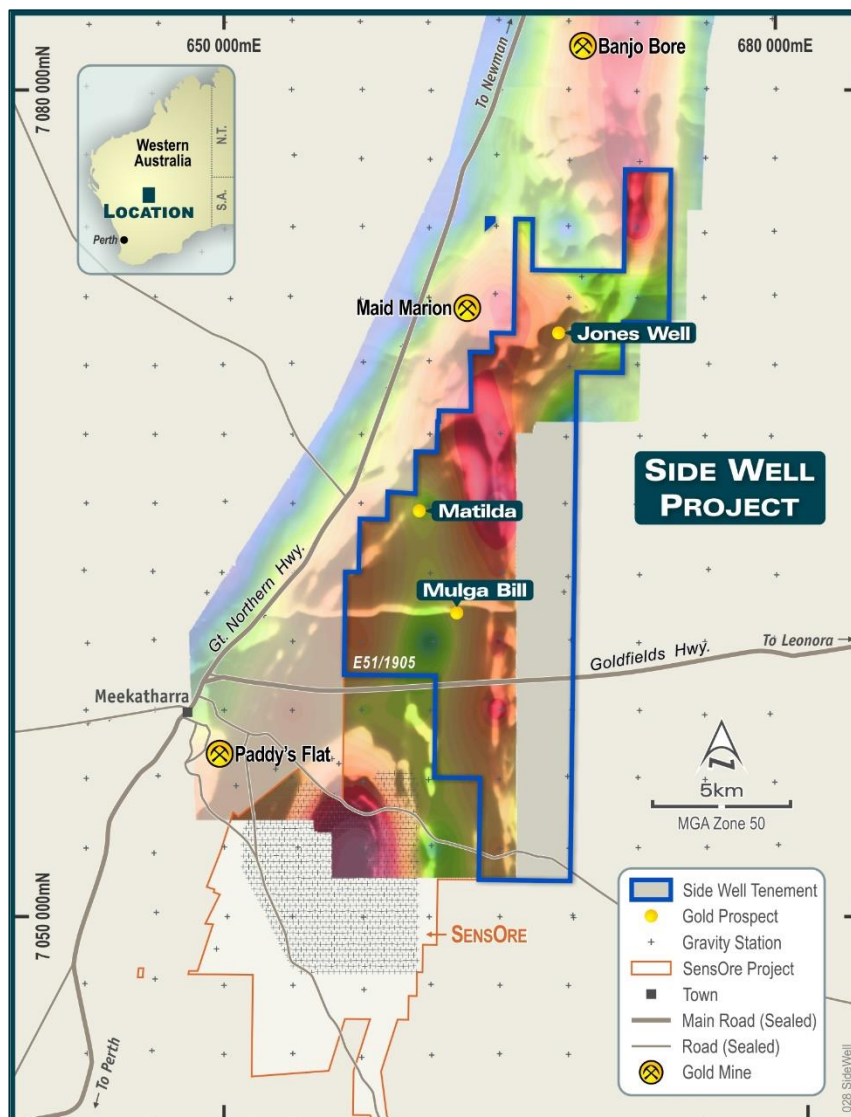 650 000mE
680 000mE
7 080 000mN
To Newman
Banjo Bore
Western
Australia
N.T.
S.A.
LOCATION
Perth
Maid Marion
Jones Well
SIDE WELL
PROJECT
Matilda
Mulga Bill
Gt. Northern Hwy.
E51/1905
Goldfields Hwy.
To Leonora
Meekatharra
Paddy's Flat
N
5km
MGA Zone 50
7 050 000mN
SENSORE
To Perth
Side Well Tenement
Gold Prospect
Gravity Station
SensOre Project
Town
Main Road (Sealed)
Road (Sealed)
Gold Mine
028 SideWell